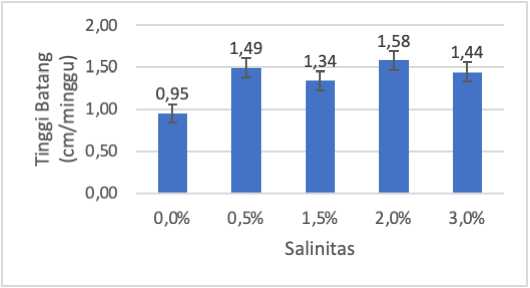 2,00
1,50
1,00
0,50
0,00
Tinggi Batang
(cm/minggu)
0,95
1,49
1,34
1,58
1,44
0,0% 0,5% 1,5% 2,0% 3,0%
Salinitas